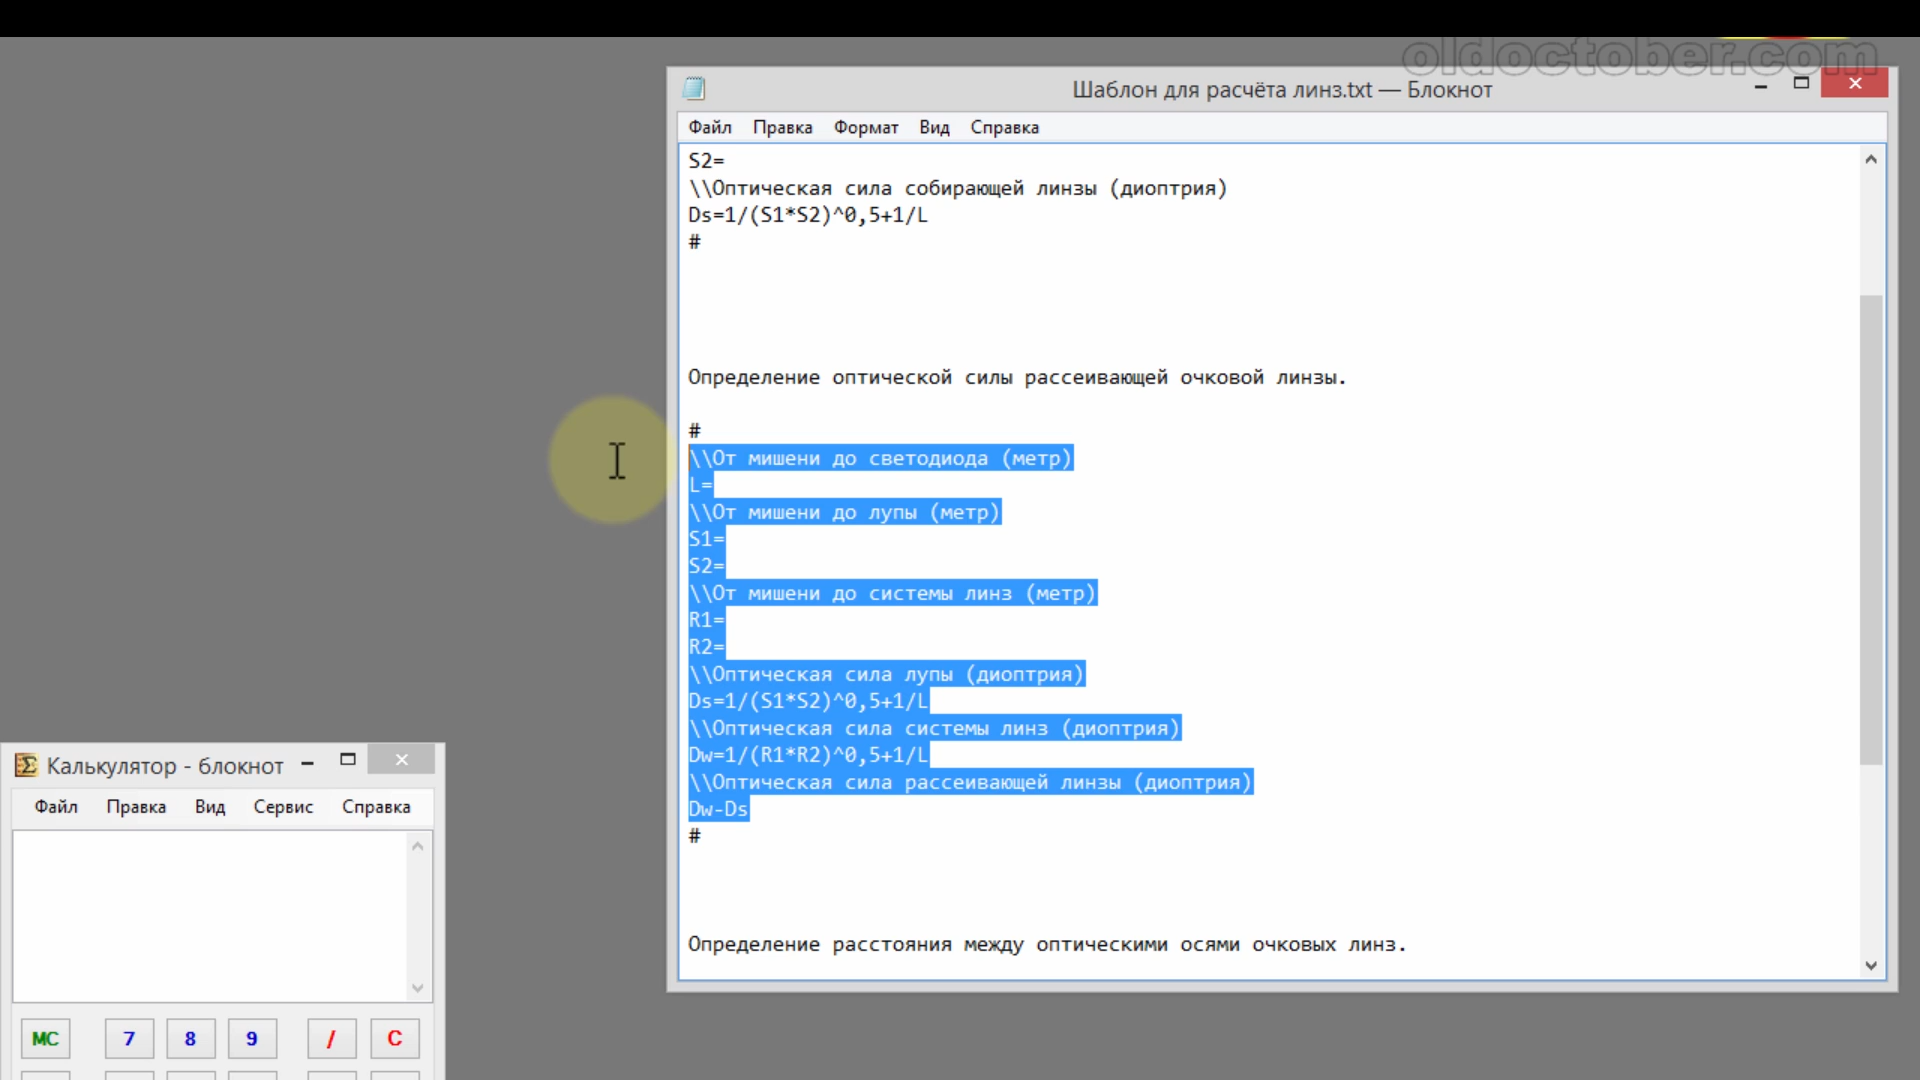 oldoctober.com
Шаблон для расчёта линз.txt — Блокнот
Файл Правка Формат Вид Справка
S2=
\\Оптическая сила собирающей линзы (диоптрия)
Ds=1/(S1*S2)^0,5+1/L
#
Определение оптической силы рассеивающей очковой линзы.
#
\\От мишени до светодиода (метр)
L=
\\От мишени до лупы (метр)
S1=
S2=
\\От мишени до системы линз (метр)
R1=
R2=
\\Оптическая сила лупы (диоптрия)
Ds=1/(S1*S2)^0,5+1/L
\\Оптическая сила системы линз (диоптрия)
Dw=1/(R1*R2)^0,5+1/L
\\Оптическая сила рассеивающей линзы (диоптрия)
Dw-Ds
#
Определение расстояния между оптическими осями очковых линз.
Калькулятор - блокнот
Файл Правка Вид Сервис Справка
MC 7 8 9 / C